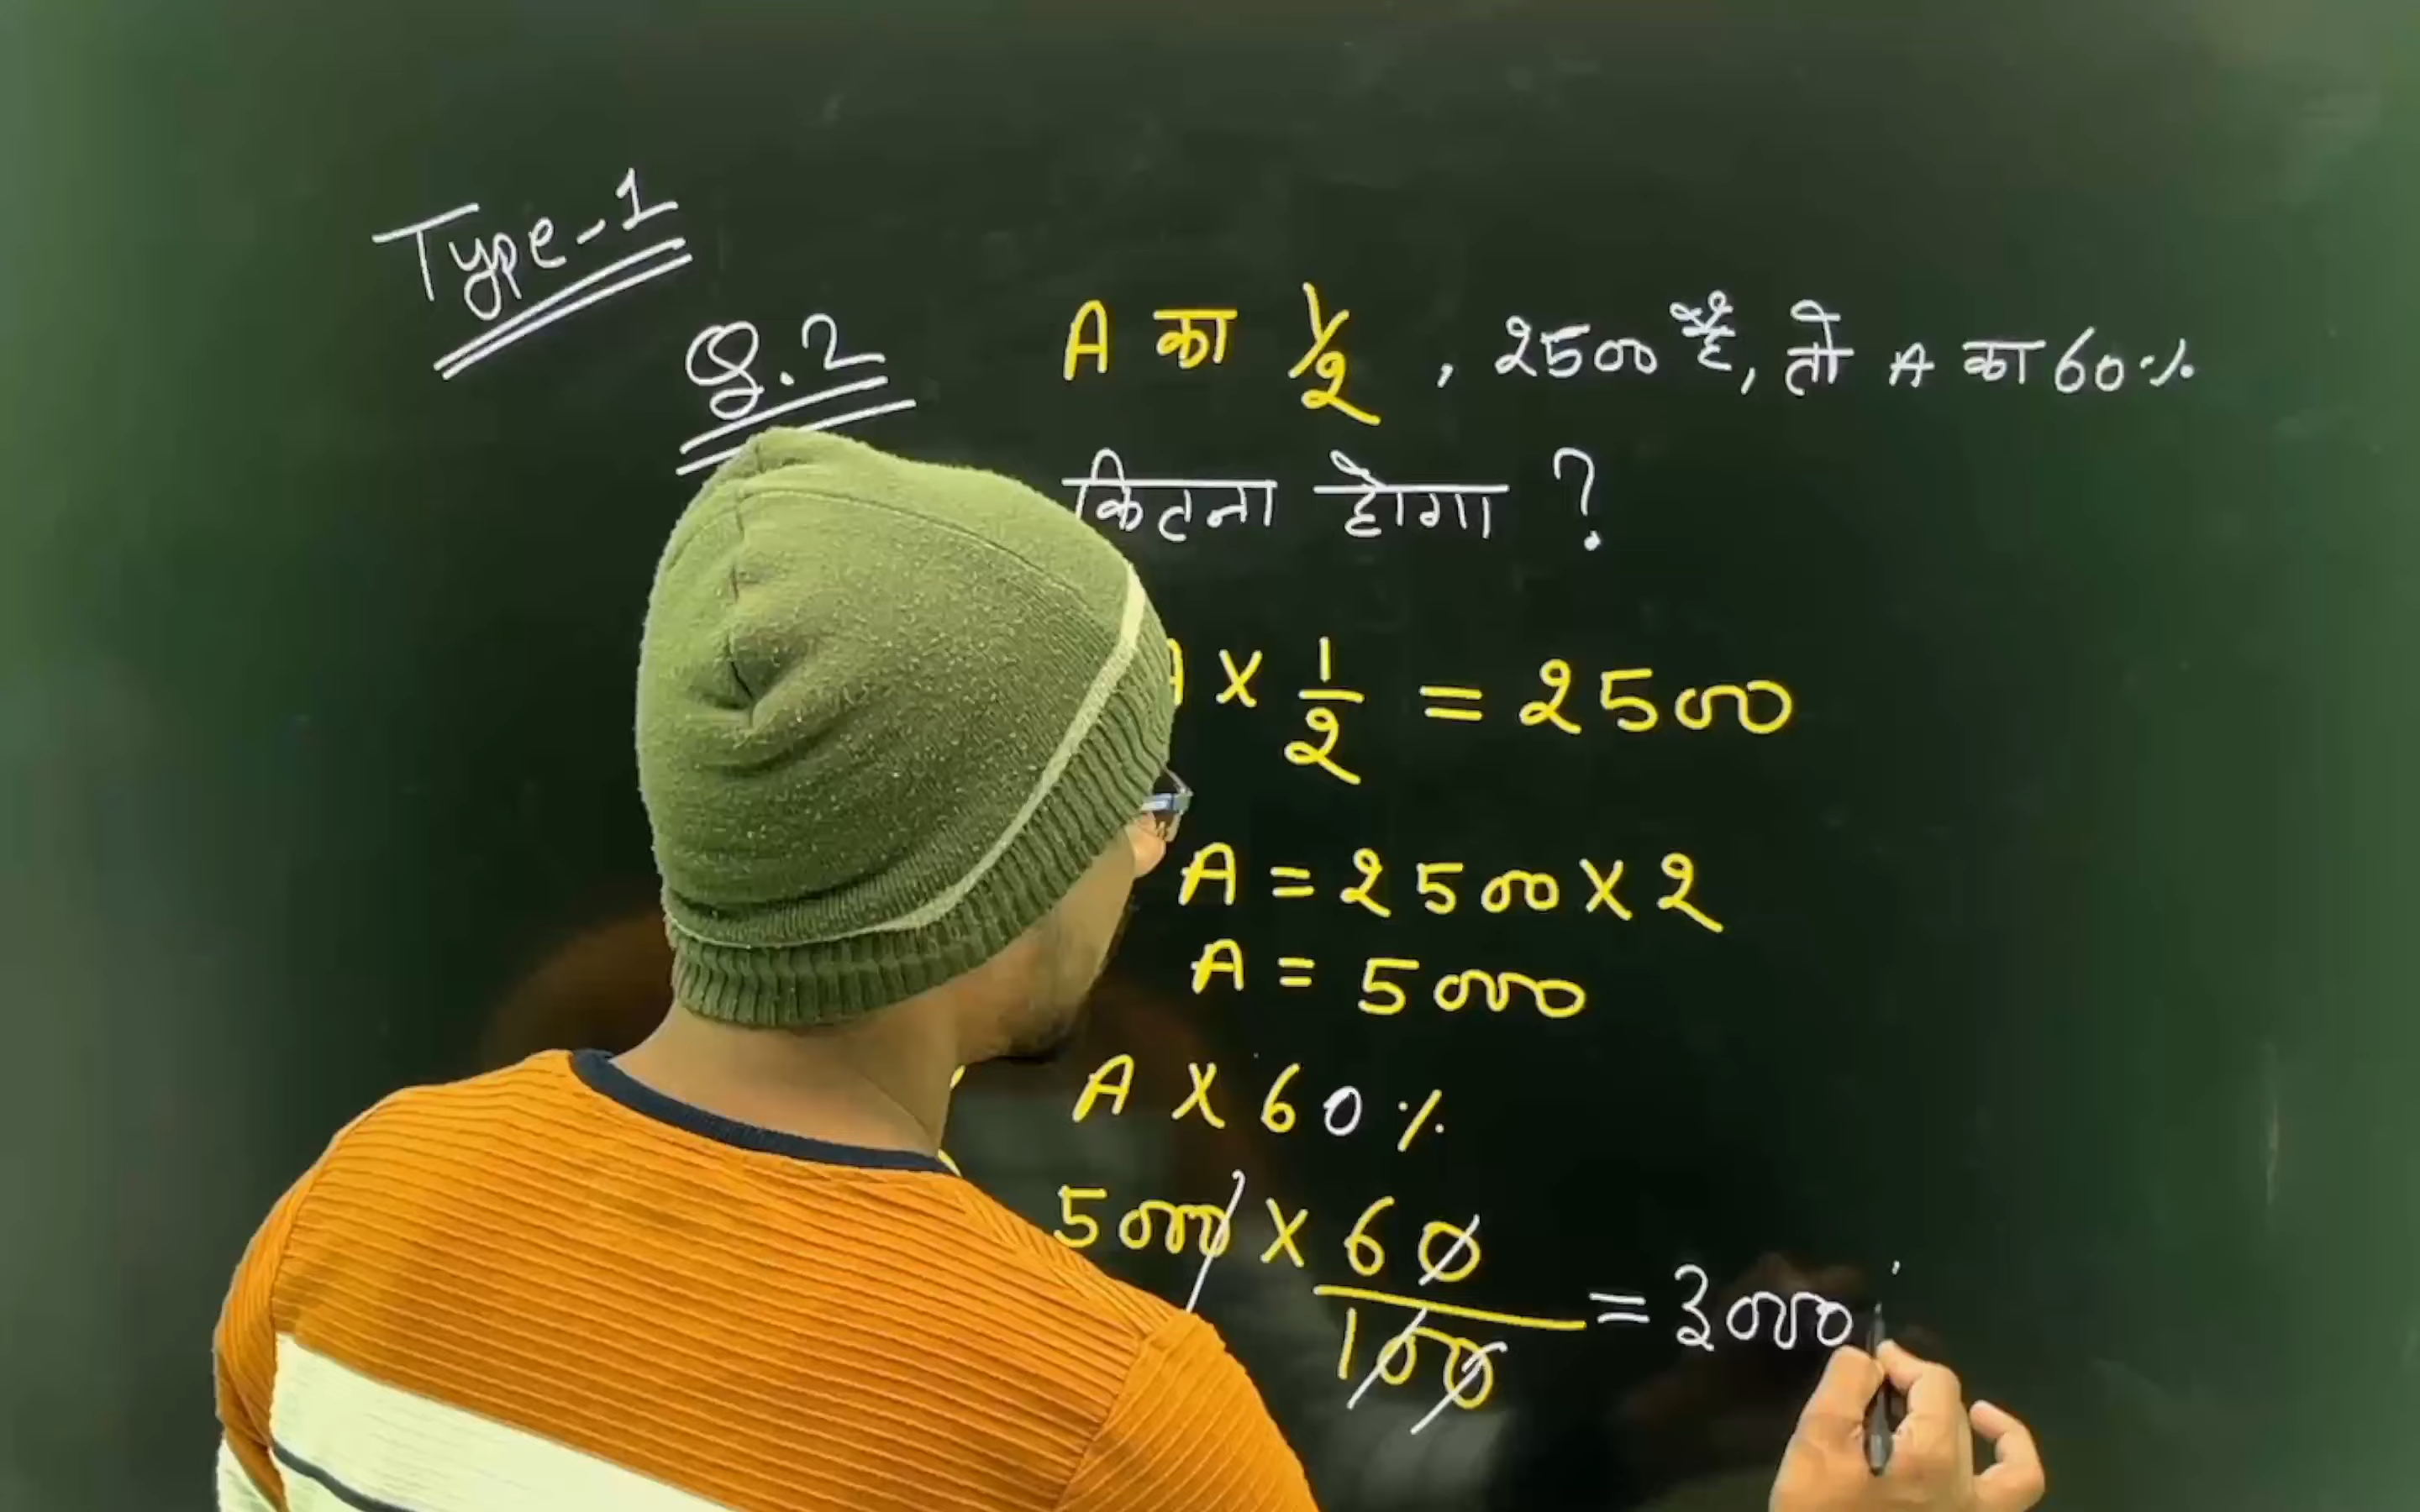 Type-1
Q.2
A का 1/2 , 2500 है, तो A का 60%
कितना होगा ?
A × 1/2 = 2500
A = 2500 × 2
A = 5000
A × 60%
5000 × 60/100 = 3000